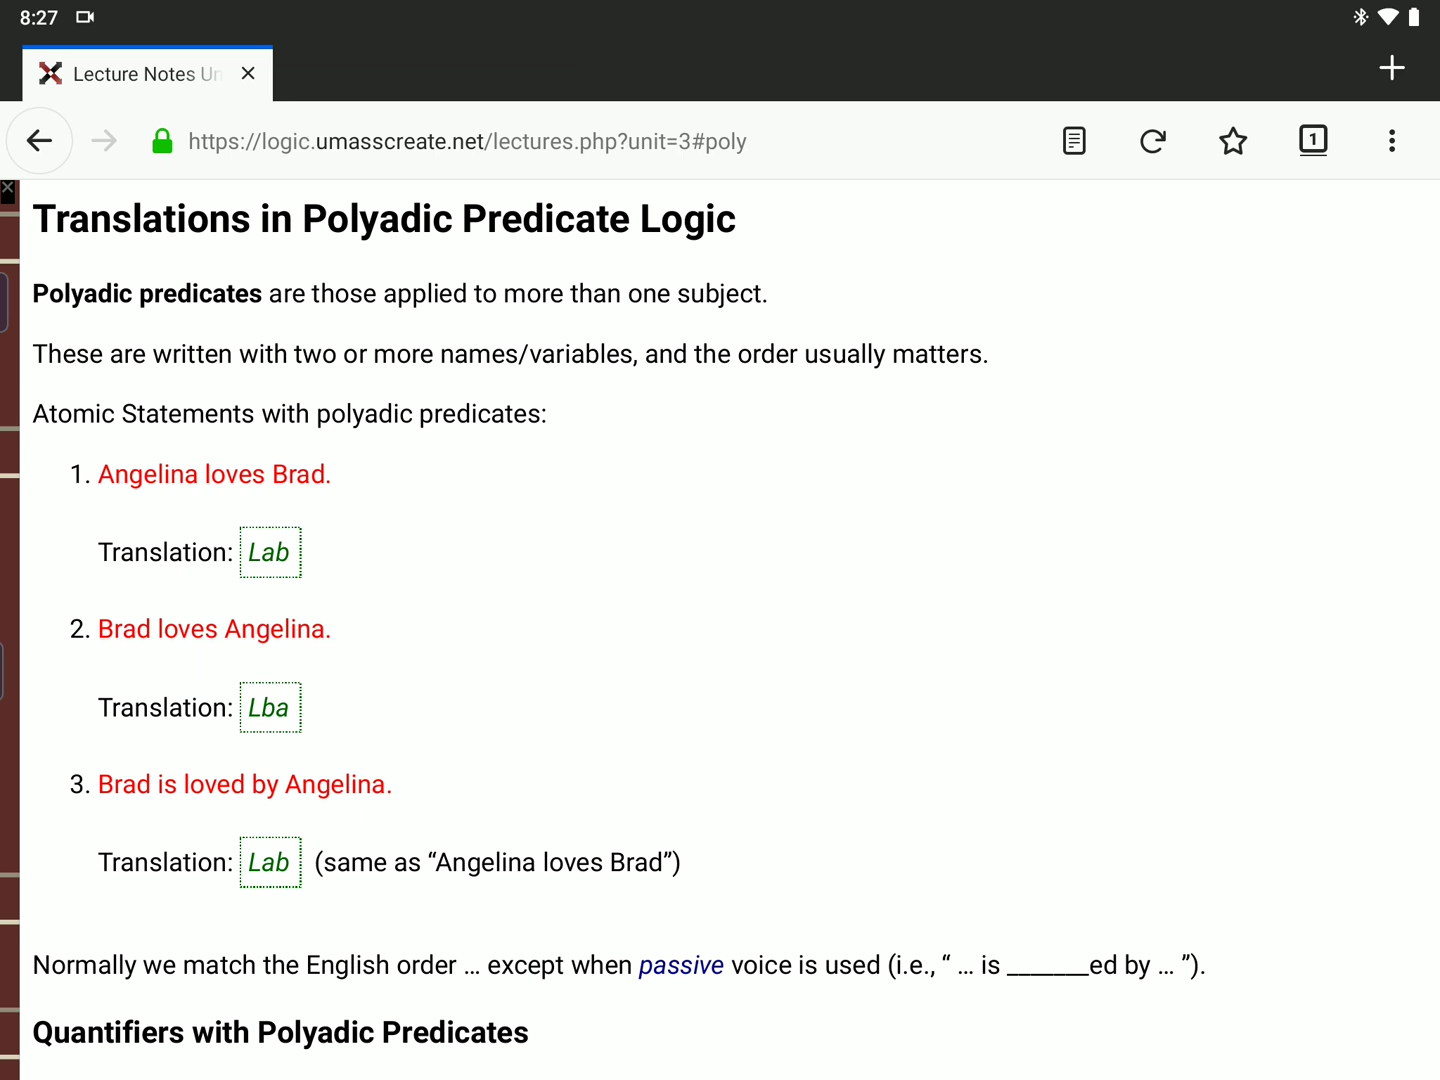 8:27
Lecture Notes Un
https://logic.umasscreate.net/lectures.php?unit=3#poly
1
Translations in Polyadic Predicate Logic
Polyadic predicates are those applied to more than one subject.
These are written with two or more names/variables, and the order usually matters.
Atomic Statements with polyadic predicates:
1. Angelina loves Brad.
Translation: Lab
2. Brad loves Angelina.
Translation: Lba
3. Brad is loved by Angelina.
Translation: Lab (same as “Angelina loves Brad”)
Normally we match the English order … except when passive voice is used (i.e., “ … is _______ed by … ”).
Quantifiers with Polyadic Predicates